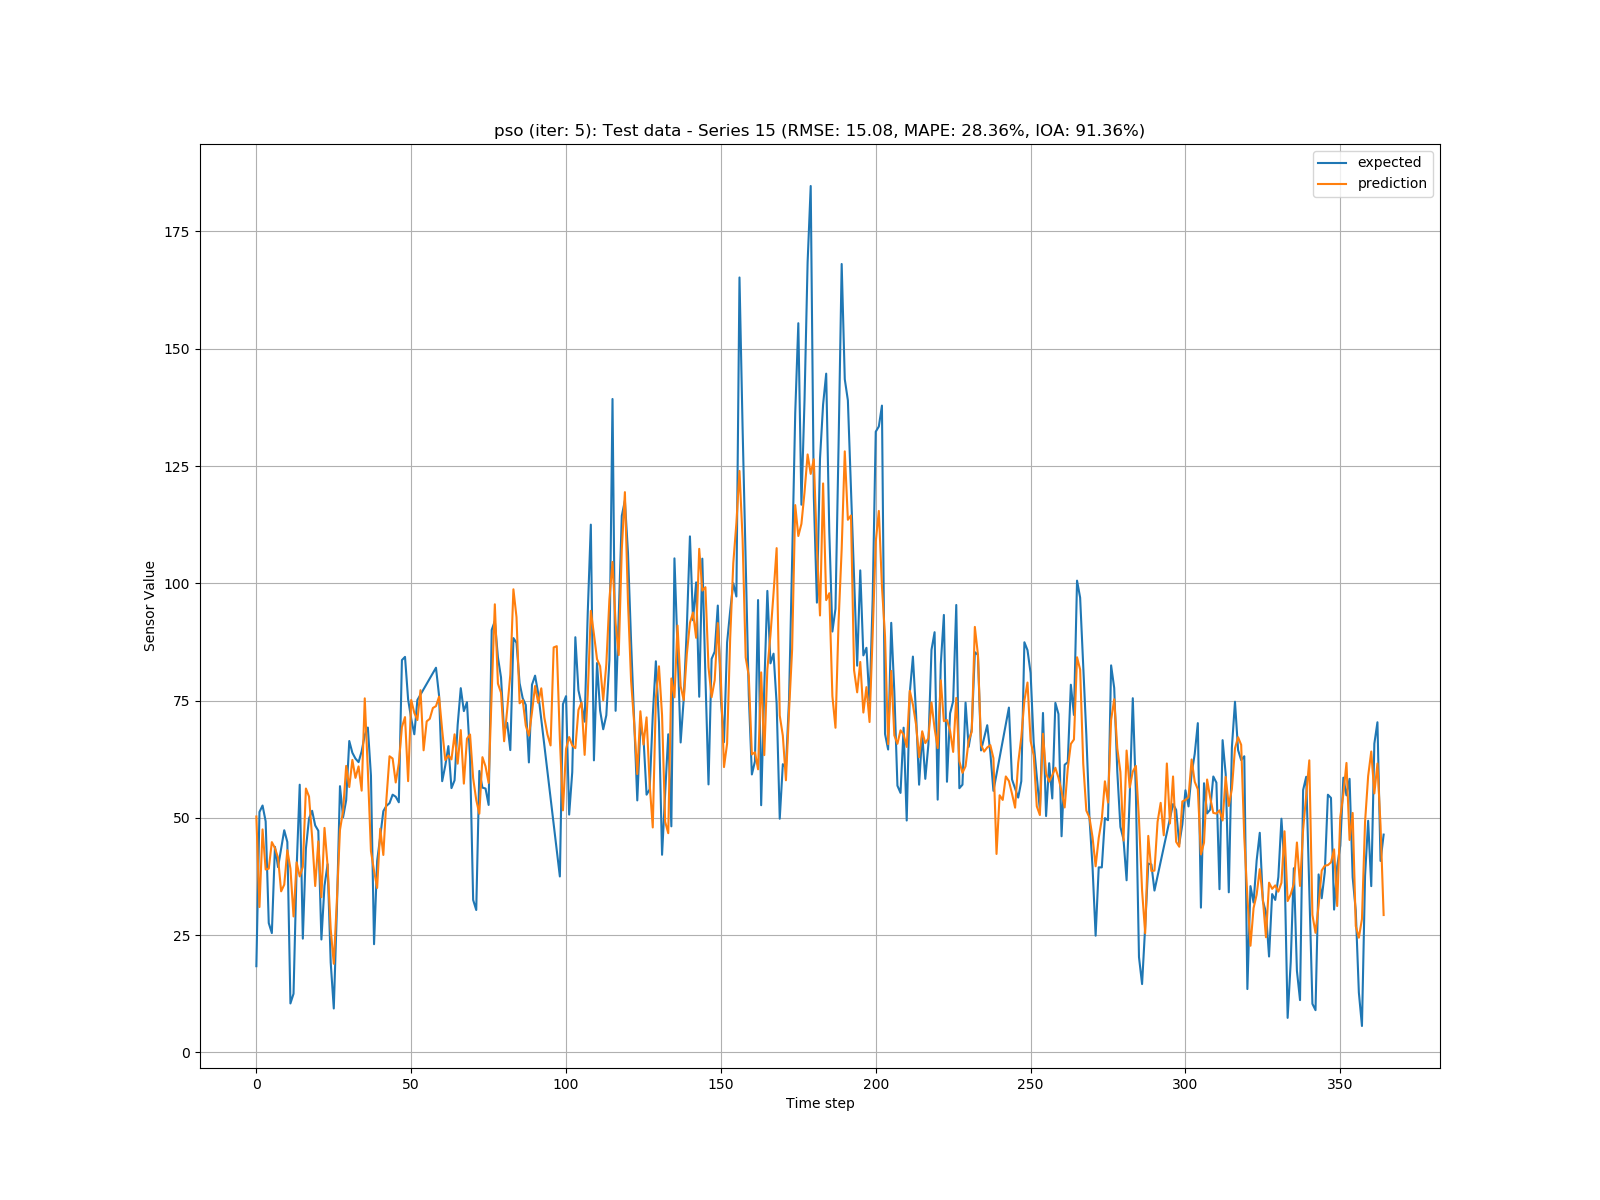 pso (iter: 5): Test data - Series 15 (RMSE: 15.08, MAPE: 28.36%, IOA: 91.36%)
expected
prediction
175
150
125
100
75
50
25
0
Sensor Value
0 50 100 150 200 250 300 350
Time step